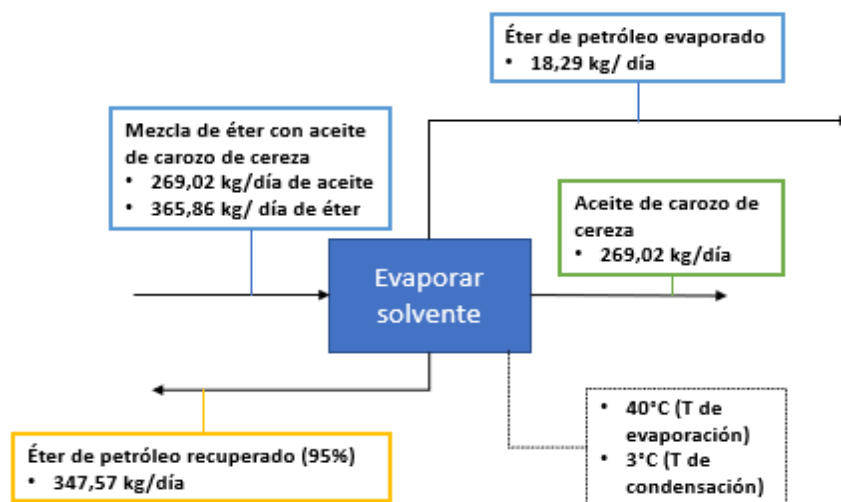 Éter de petróleo evaporado
• 18,29 kg/ día
Mezcla de éter con aceite
de carozo de cereza
• 269,02 kg/día de aceite
• 365,86 kg/ día de éter
Aceite de carozo de
cereza
• 269,02 kg/día
Evaporar
solvente
Éter de petróleo recuperado (95%)
• 347,57 kg/día
• 40°C (T de
evaporación)
• 3°C (T de
condensación)